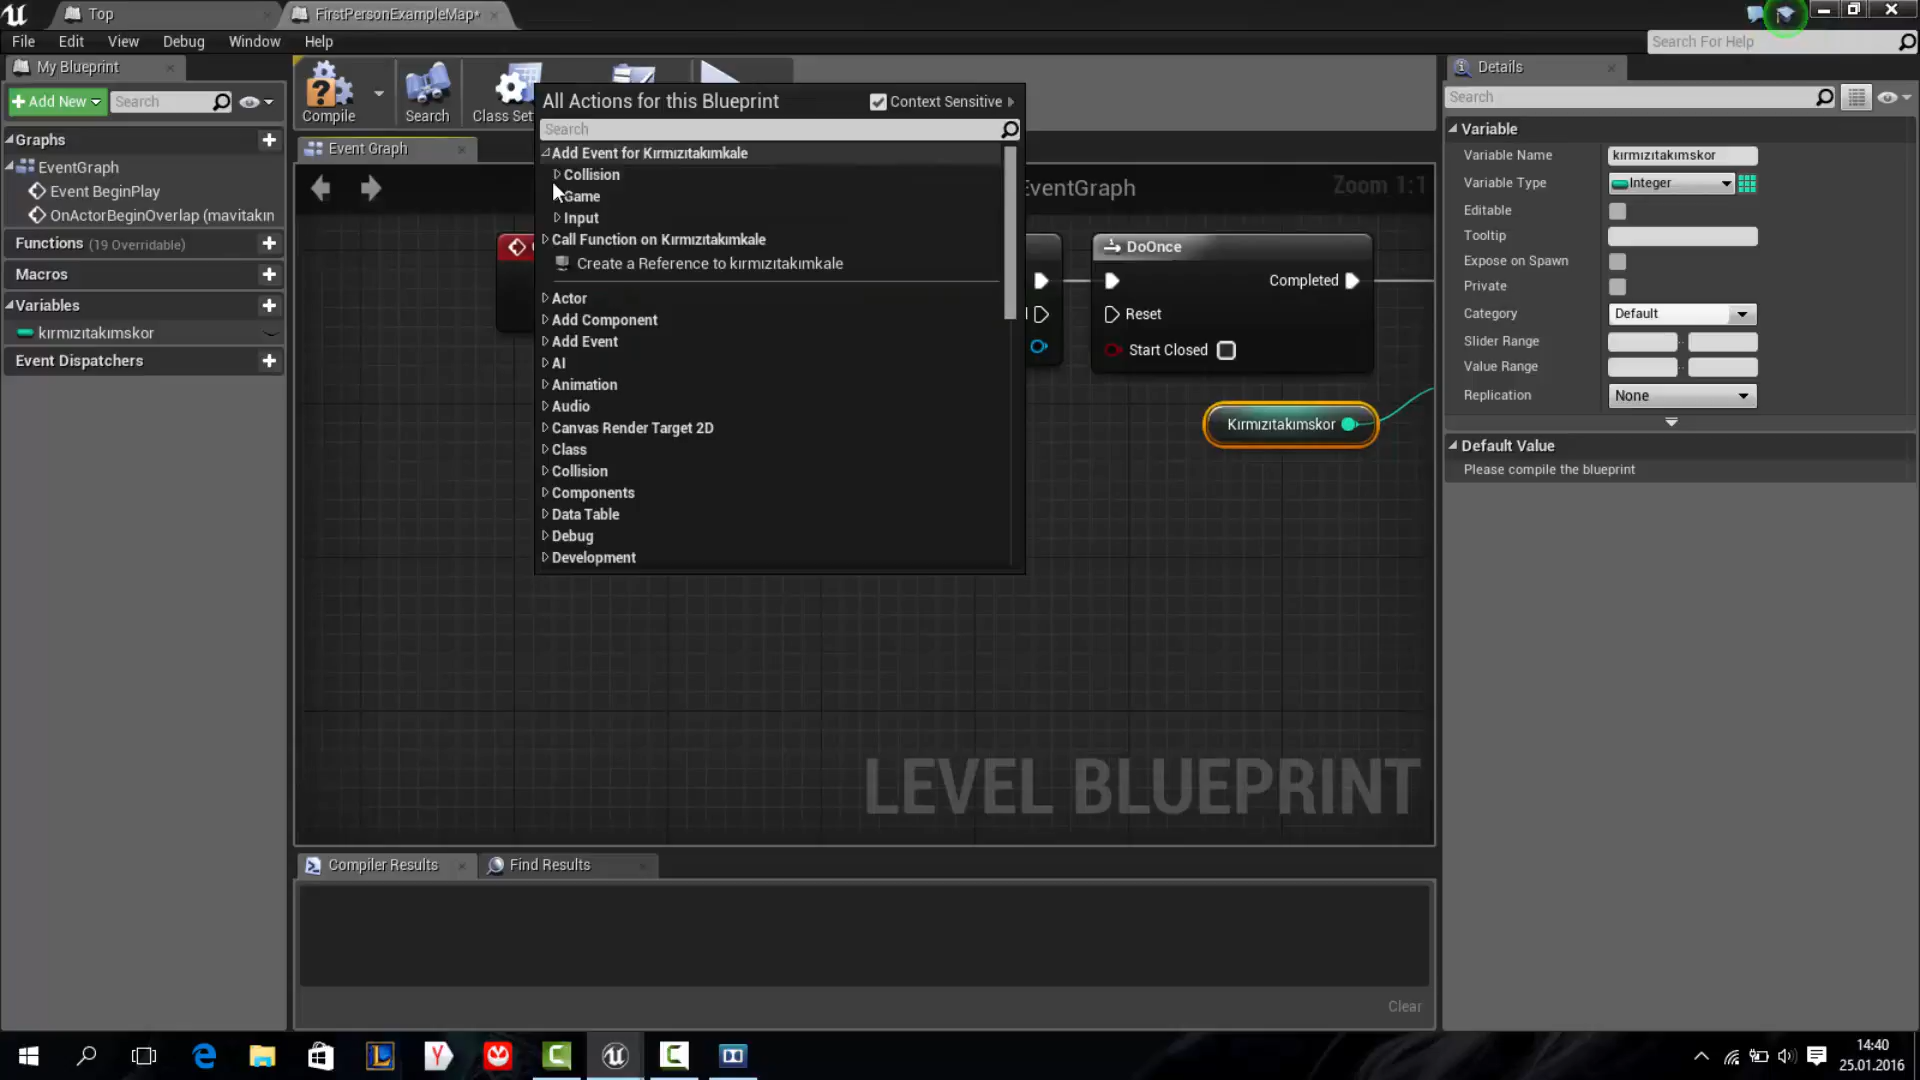 Top
FirstPersonExampleMap*
File Edit View Debug Window Help
Search For Help
My Blueprint
Add New
Search
Graphs
EventGraph
Event BeginPlay
OnActorBeginOverlap (mavitakın
Functions (19 Overridable)
Macros
Variables
kırmızıtakımskor
Event Dispatchers
Compile
Search
Class Set
Event Graph
EventGraph
Zoom 1:1
All Actions for this Blueprint
Context Sensitive
Search
Add Event for Kırmızıtakımkale
Collision
Game
Input
Call Function on Kırmızıtakımkale
Create a Reference to kırmızıtakımkale
Actor
Add Component
Add Event
AI
Animation
Audio
Canvas Render Target 2D
Class
Collision
Components
Data Table
Debug
Development
DoOnce
Completed
Reset
Start Closed
Kırmızıtakımskor
LEVEL BLUEPRINT
Compiler Results
Find Results
Clear
Details
Search
Variable
Variable Name kırmızıtakımskor
Variable Type Integer
Editable
Tooltip
Expose on Spawn
Private
Category Default
Slider Range
Value Range
Replication None
Default Value
Please compile the blueprint
14:40
25.01.2016